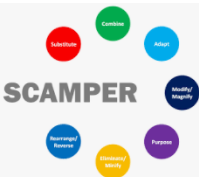 Combine
Substitute
Adapt
SCAMPER
Modify/
Magnify
Rearrange/
Reverse
Purpose
Eliminate/
Minify